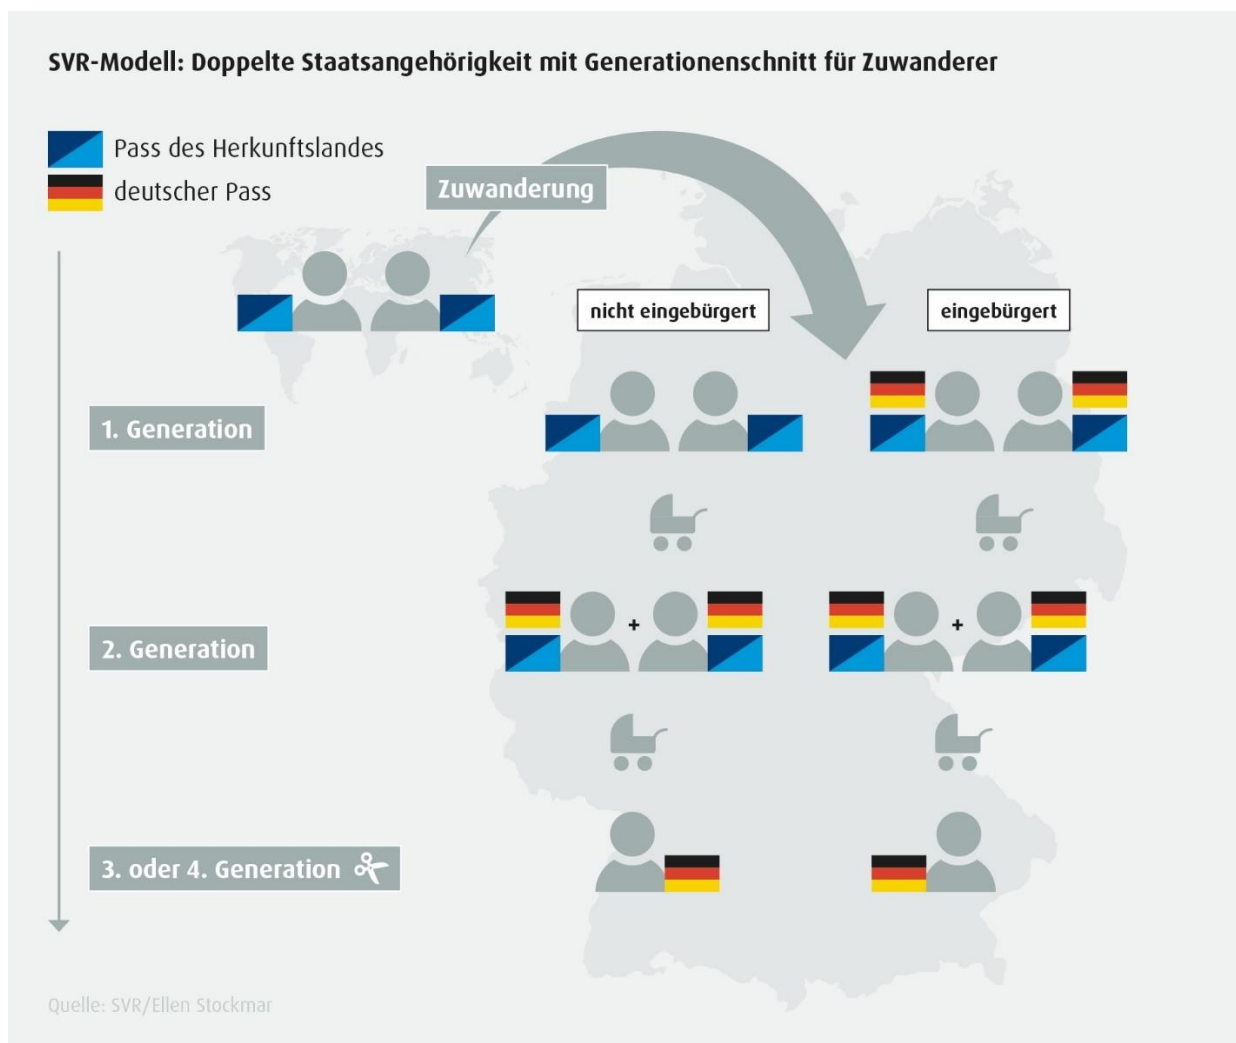 SVR-Modell: Doppelte Staatsangehörigkeit mit Generationenschnitt für Zuwanderer
Pass des Herkunftslandes
deutscher Pass
Zuwanderung
nicht eingebürgert
eingebürgert
1. Generation
2. Generation
+
+
3. oder 4. Generation
Quelle: SVR/Ellen Stockmar